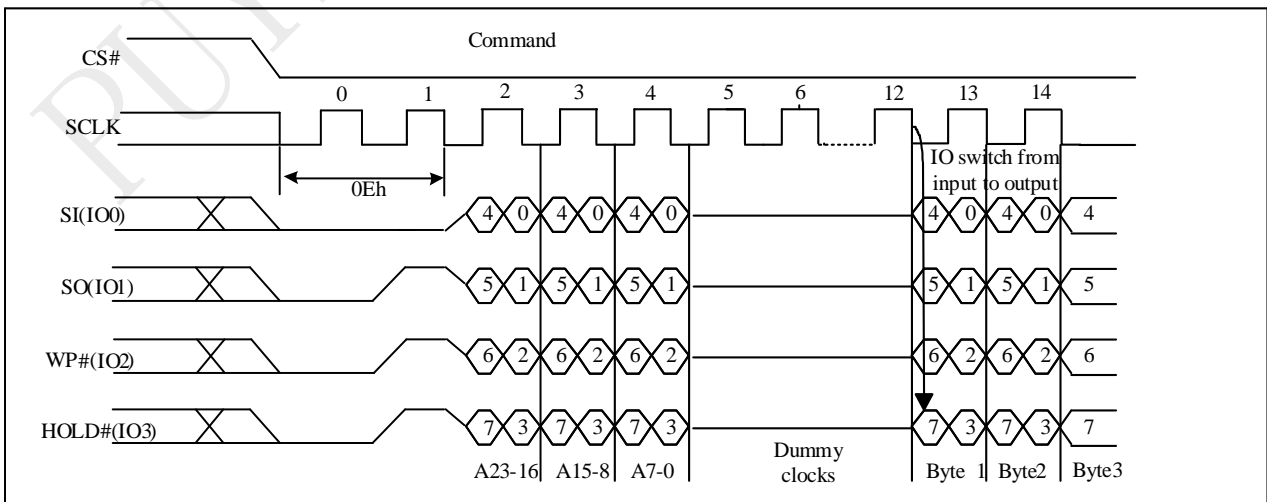 PUY
CS#
Command
0 1 2 3 4 5 6 12 13 14
SCLK
IO switch from
input to output
0Eh
SI(IO0)
4 0 4 0 4 0 4 0 4 0 4
SO(IO1)
5 1 5 1 5 1 5 1 5 1 5
WP#(IO2)
6 2 6 2 6 2 6 2 6 2 6
HOLD#(IO3)
7 3 7 3 7 3 7 3 7 3 7
Dummy
clocks
A23-16 A15-8 A7-0 Byte 1 Byte2 Byte3